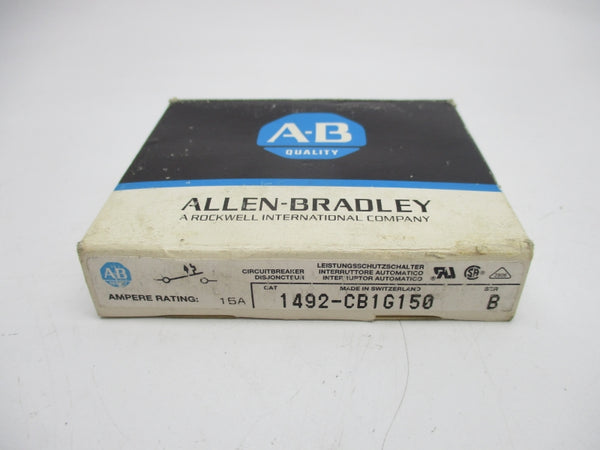 A-B
QUALITY
ALLEN-BRADLEY
A ROCKWELL INTERNATIONAL COMPANY
AB
CIRCUITBREAKER
DISJONCTEUR
LEISTUNGSSCHUTZSCHALTER
INTERRUTTORE AUTOMATICO
INTERRUPTOR AUTOMATICO
AMPERE RATING: 15A
CAT
MADE IN SWITZERLAND
1492-CB1G150
SER
B